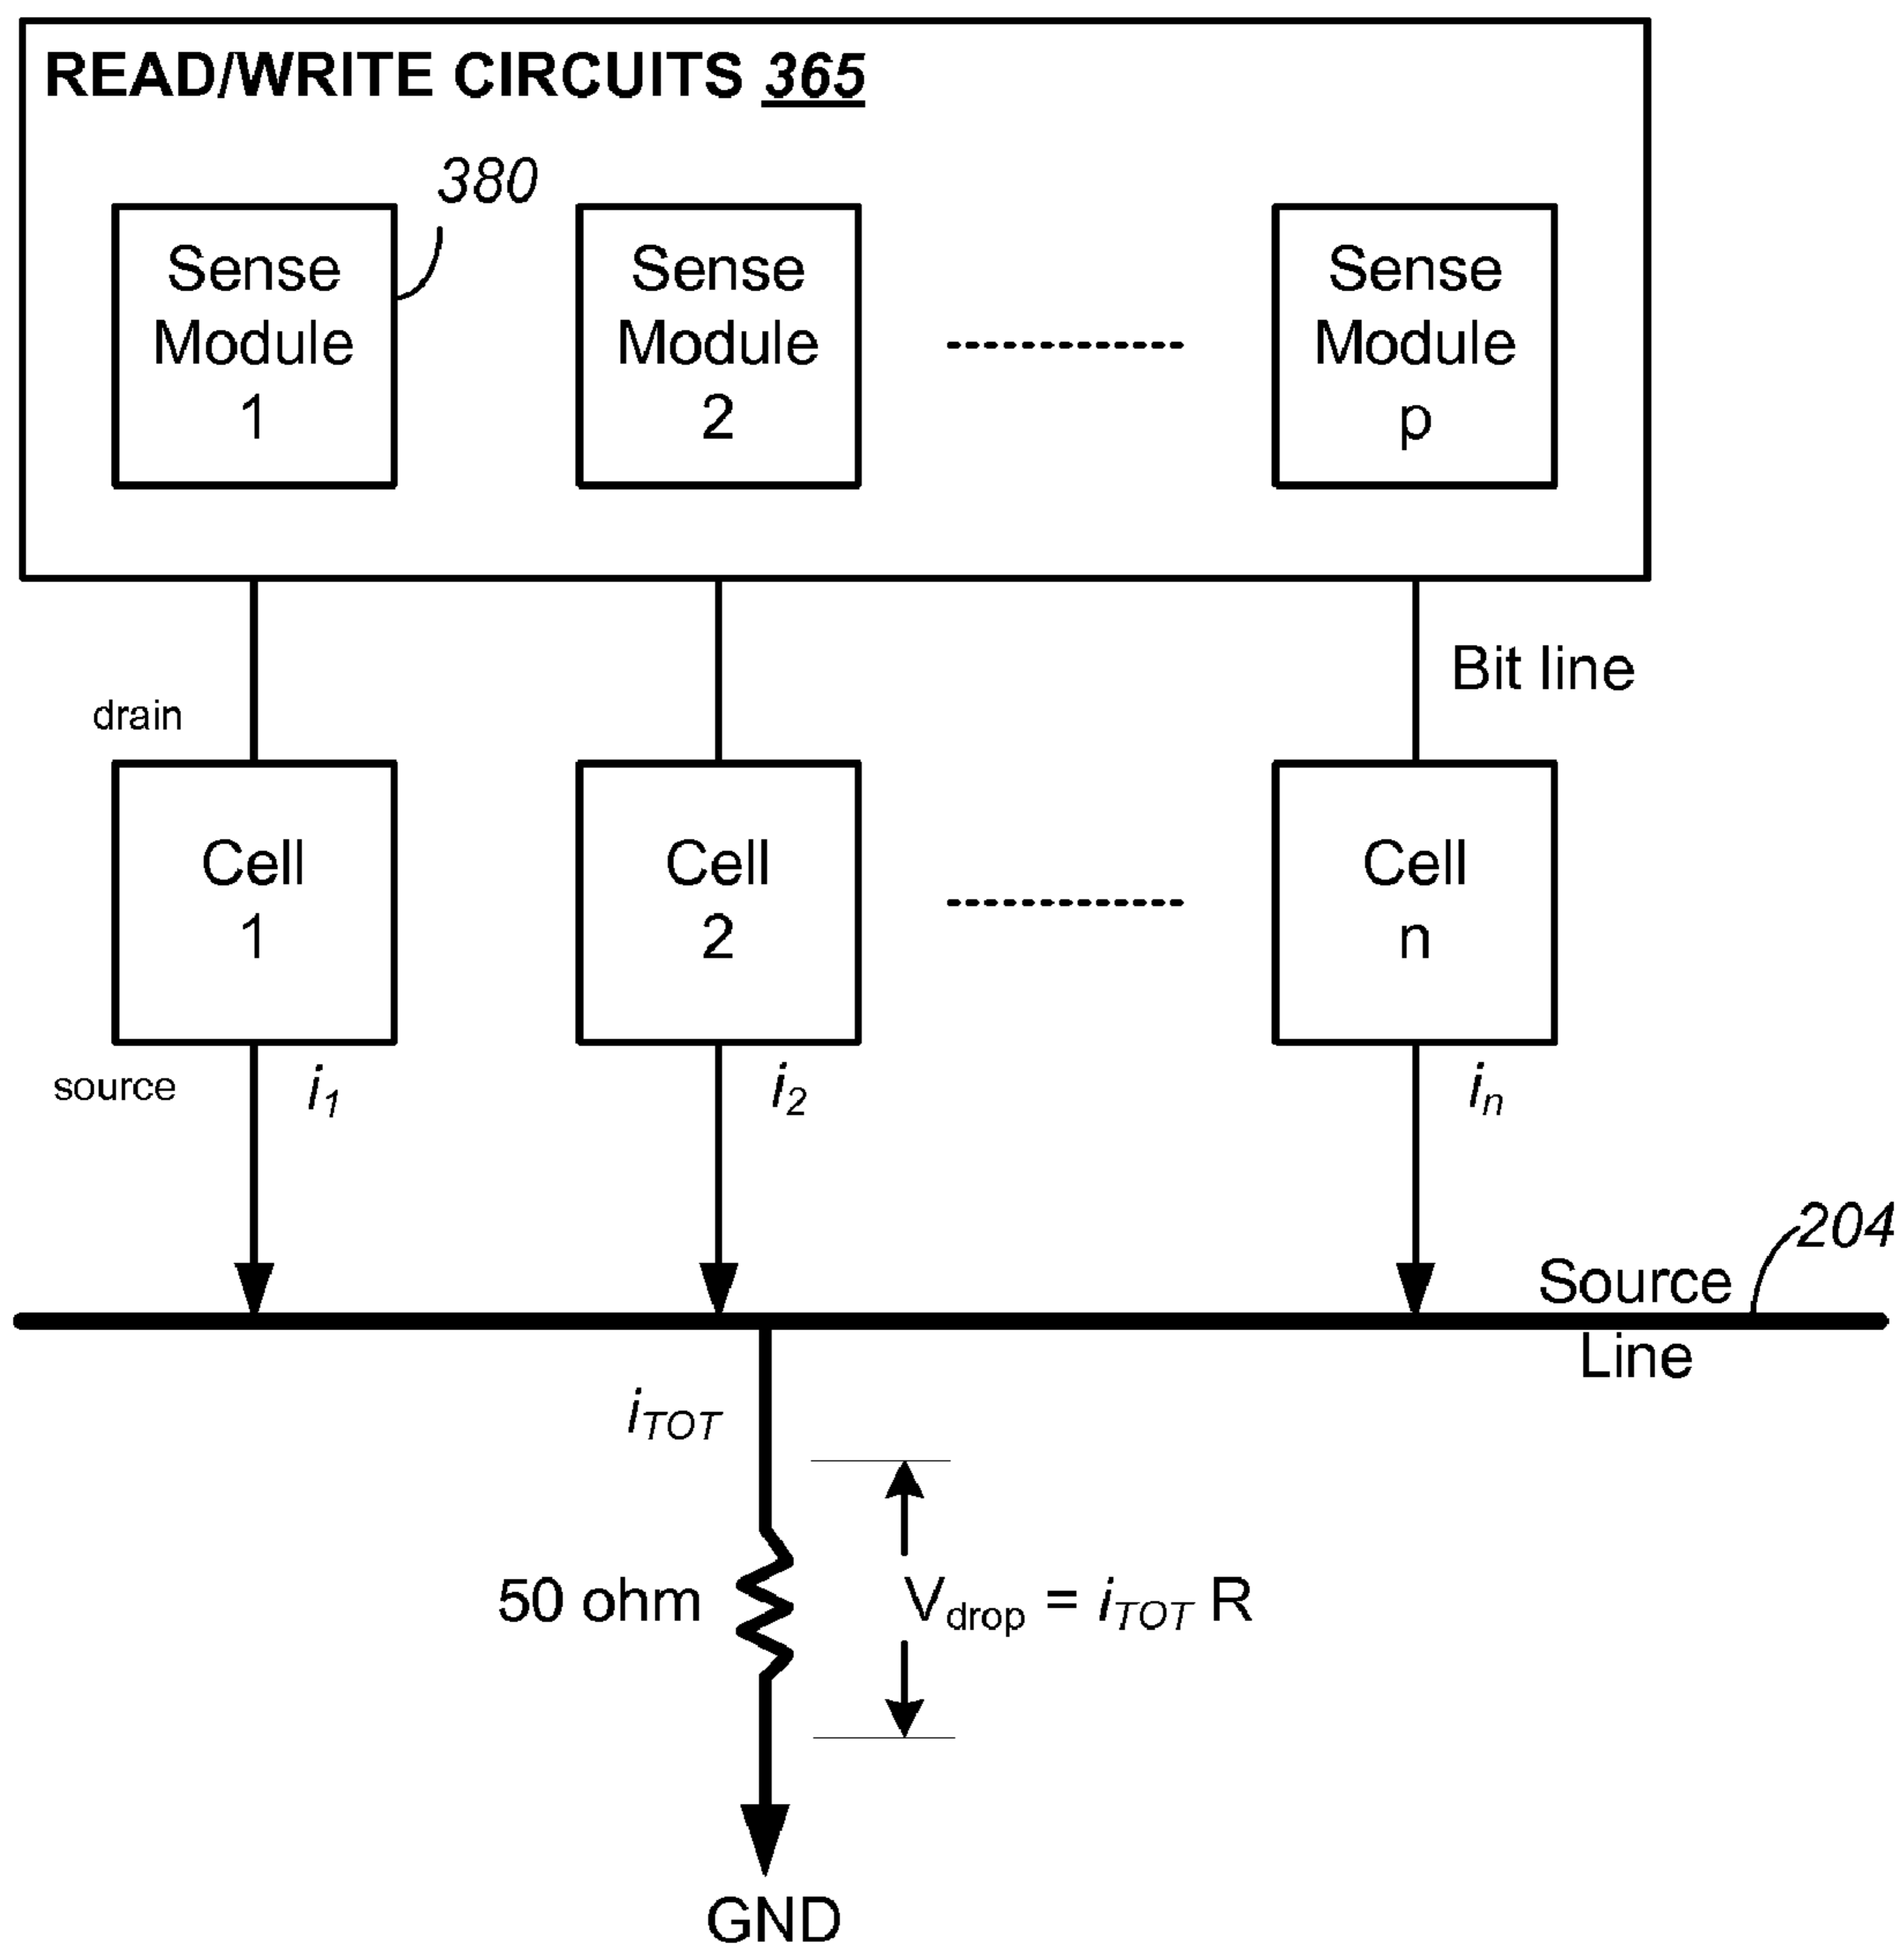 READ/WRITE CIRCUITS 365
380
Sense
Module
1
Sense
Module
2
Sense
Module
p
Bit line
drain
Cell
1
Cell
2
Cell
n
source
i1
i2
in
204
Source
Line
iTOT
50 ohm
Vdrop = iTOT R
GND